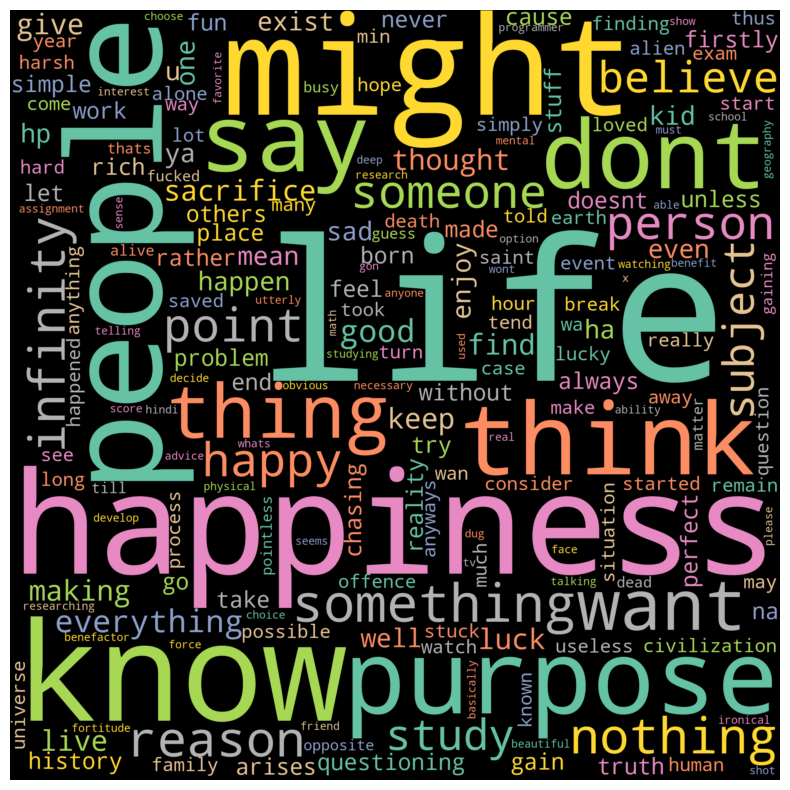 give
exist
fun
never
cause
programmer
choose
show
finding
thus
year
one
min
might
alien
firstly
harsh
interest
favorite
busy
hope
stuff
believe
exam
simple
alone
u
come
work
way
people
say
simply
loved
kid
start
must
school
hp
lot
ya
thats
deep
dont
mental
geography
hard
rich
fucked
thought
research
doesnt
able
unless
let
sacrifice
someone
assignment
many
others
sense
death
made
told
earth
person
place
sad
guess
option
wont
alive
rather
mean
born
saint
event
even
watching
benefit
gaining
infinity
anything
happened
happen
utterly
feel
gon
anyone
enjoy
life
hour
x
subject
saved
took
tend
break
wa
ha
really
telling
point
math
good
used
find
lucky
problem
studying
turn
case
end
obvious
without
always
decide
necessary
away
score
hindi
thing
keep
make
ability
matter
question
see
whats
happy
try
think
real
advice
long
till
chasing
reality
wan
consider
started
remain
physical
anyways
happiness
develop
process
pointless
seems
dug
tv
much
face
situation
perfect
please
making
go
offence
talking
dead
may
researching
choice
take
something
want
everything
possible
na
benefactor
force
well
stuck
watch
luck
useless
civilization
know
purpose
basically
known
universe
fortitude
friend
ironical
live
reason
opposite
study
beautiful
nothing
history
family
arises
questioning
gain
truth
human
shot